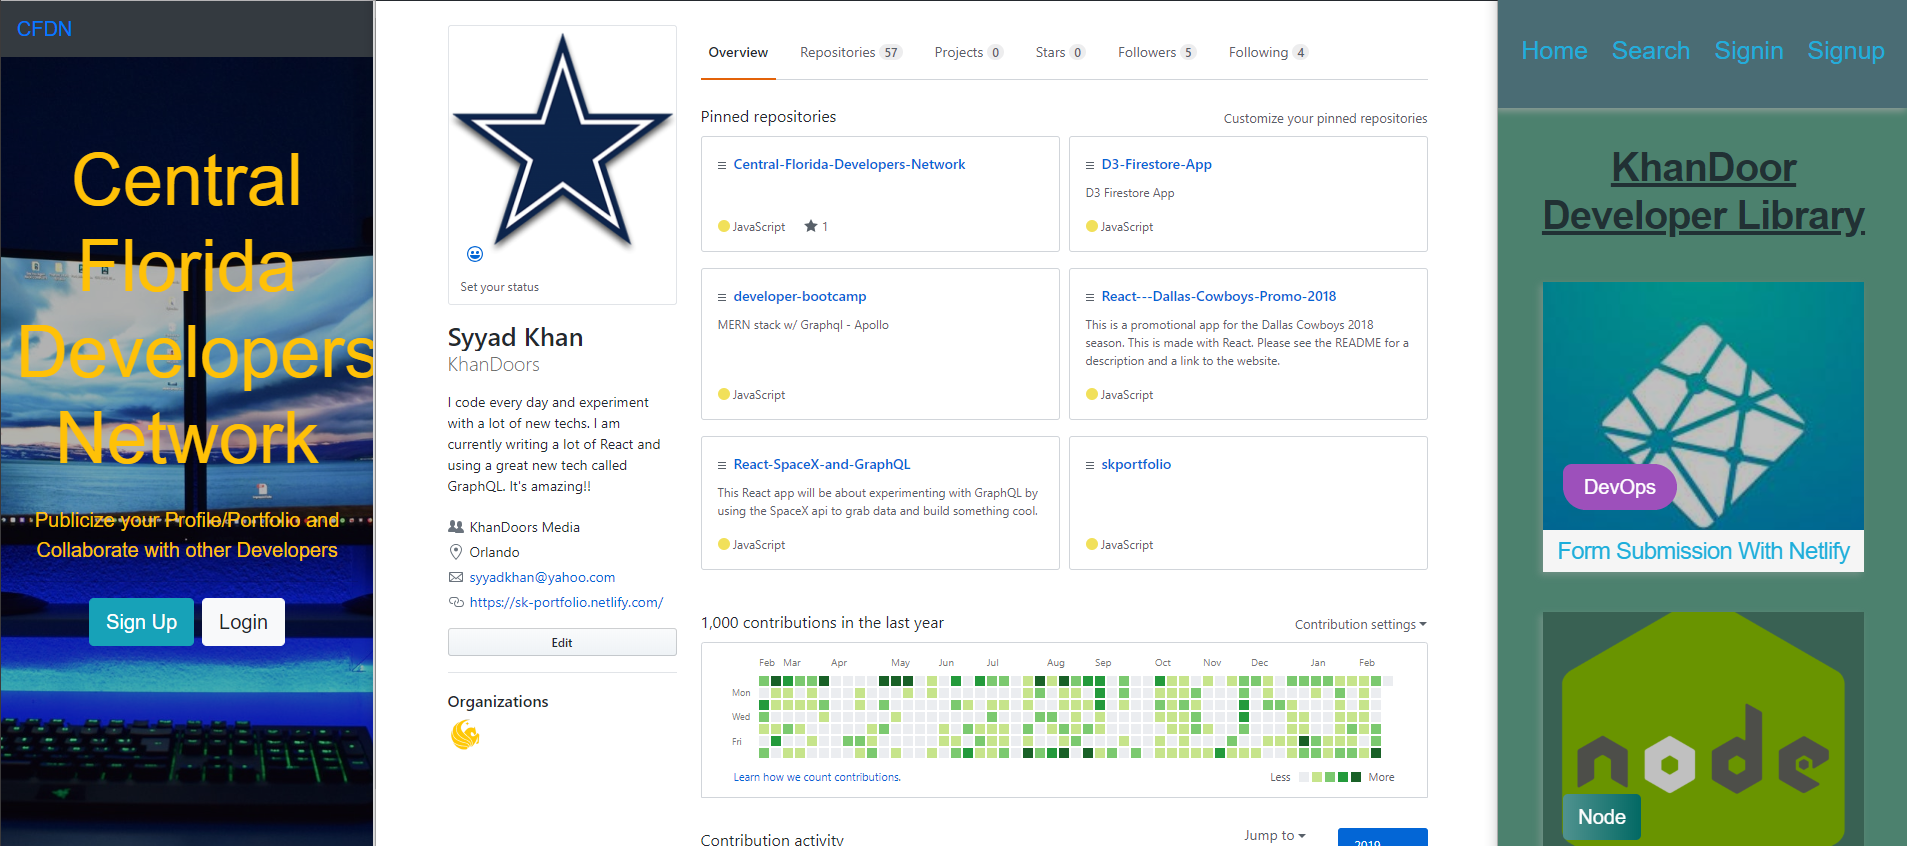 CFDN
Central
Florida
Developers
Network
Publicize your Profile/Portfolio and
Collaborate with other Developers
Sign Up
Login
Set your status
Syyad Khan
KhanDoors
I code every day and experiment
with a lot of new techs. I am
currently writing a lot of React and
using a great new tech called
GraphQL. It's amazing!!
KhanDoors Media
Orlando
syyadkhan@yahoo.com
https://sk-portfolio.netlify.com/
Edit
Organizations
Overview Repositories 57 Projects 0 Stars 0 Followers 5 Following 4
Pinned repositories
Customize your pinned repositories
Central-Florida-Developers-Network
JavaScript 1
D3-Firestore-App
D3 Firestore App
JavaScript
developer-bootcamp
MERN stack w/ Graphql - Apollo
JavaScript
React---Dallas-Cowboys-Promo-2018
This is a promotional app for the Dallas Cowboys 2018
season. This is made with React. Please see the README for a
description and a link to the website.
JavaScript
React-SpaceX-and-GraphQL
This React app will be about experimenting with GraphQL by
using the SpaceX api to grab data and build something cool.
JavaScript
skportfolio
JavaScript
1,000 contributions in the last year
Contribution settings
Feb Mar Apr May Jun Jul Aug Sep Oct Nov Dec Jan Feb
Mon
Wed
Fri
Learn how we count contributions.
Less More
Contribution activity
Jump to
2019
Home Search Signin Signup
KhanDoor
Developer Library
DevOps
Form Submission With Netlify
node
Node